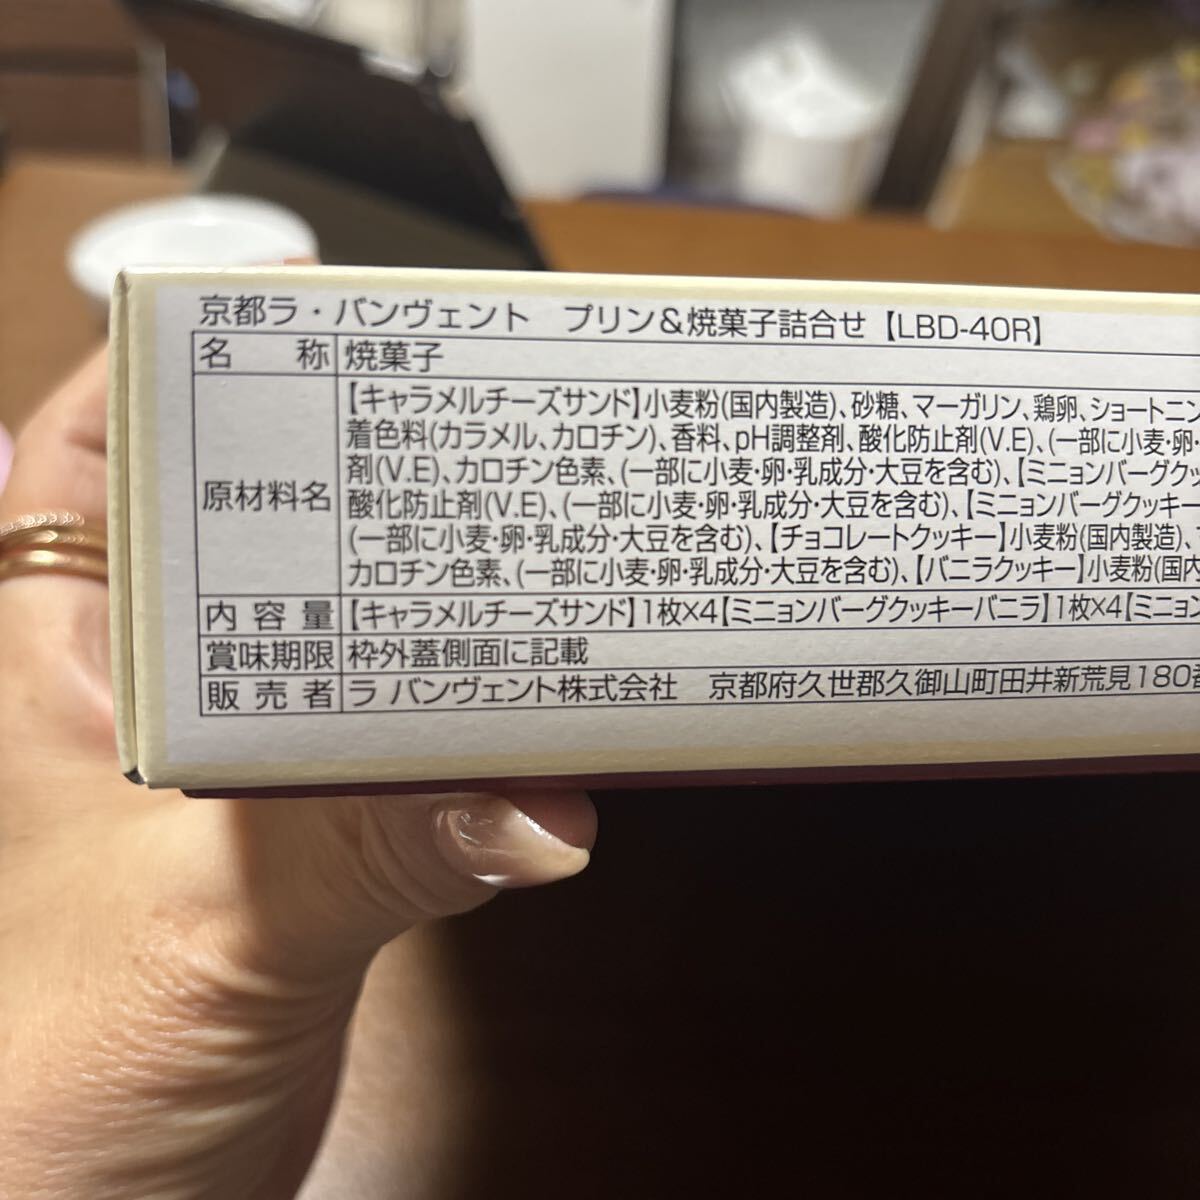 京都ラ・バンヴェント　プリン＆焼菓子詰合せ【LBD-40R】
名称 焼菓子
原材料名
【キャラメルチーズサンド】小麦粉(国内製造)、砂糖、マーガリン、鶏卵、ショートニン
着色料(カラメル、カロチン)、香料、pH調整剤、酸化防止剤(V.E)、(一部に小麦・卵・
剤(V.E)、カロチン色素、(一部に小麦・卵・乳成分・大豆を含む)、【ミニョンバーグクッ
酸化防止剤(V.E)、(一部に小麦・卵・乳成分・大豆を含む)、【ミニョンバーグクッキー
(一部に小麦・卵・乳成分・大豆を含む)、【チョコレートクッキー】小麦粉(国内製造)、
カロチン色素、(一部に小麦・卵・乳成分・大豆を含む)、【バニラクッキー】小麦粉(国内
内容量 【キャラメルチーズサンド】1枚×4【ミニョンバーグクッキーバニラ】1枚×4【ミニョン
賞味期限 枠外蓋側面に記載
販売者 ラ バンヴェント株式会社　京都府久世郡久御山町田井新荒見180番